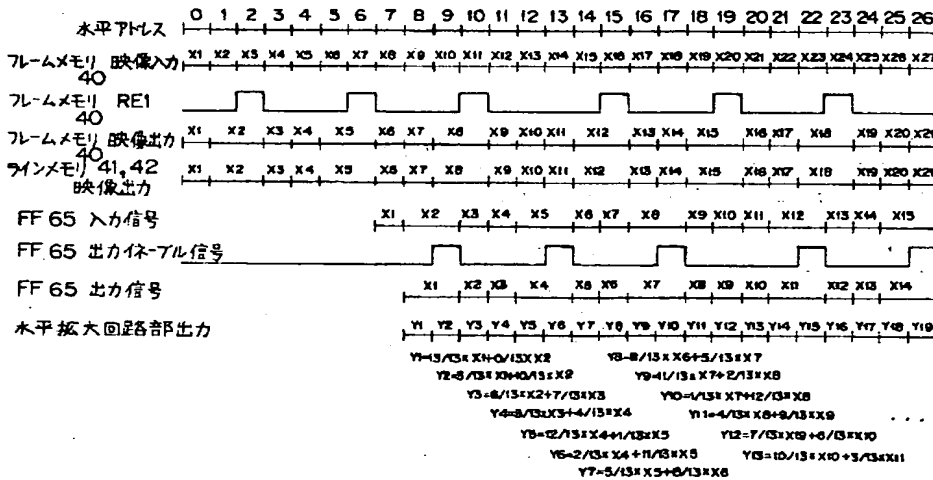 水平アドレス 0 1 2 3 4 5 6 7 8 9 10 11 12 13 14 15 16 17 18 19 20 21 22 23 24 25 26
フレームメモリ 映像入力 X1 X2 X3 X4 X5 X6 X7 X8 X9 X10 X11 X12 X13 X14 X15 X16 X17 X18 X19 X20 X21 X22 X23 X24 X25 X26 X27
40
フレームメモリ RE1
40
フレームメモリ 映像出力 X1 X2 X3 X4 X5 X6 X7 X8 X9 X10 X11 X12 X13 X14 X15 X16 X17 X18 X19 X20 X21
40
ラインメモリ 41,42 X1 X2 X3 X4 X5 X6 X7 X8 X9 X10 X11 X12 X13 X14 X15 X16 X17 X18 X19 X20 X21
映像出力
FF 65 入力信号 X1 X2 X3 X4 X5 X6 X7 X8 X9 X10 X11 X12 X13 X14 X15
FF 65 出力イネーブル信号
FF 65 出力信号 X1 X2 X3 X4 X5 X6 X7 X8 X9 X10 X11 X12 X13 X14
水平拡大回路部出力 Y1 Y2 Y3 Y4 Y5 Y6 Y7 Y8 Y9 Y10 Y11 Y12 Y13 Y14 Y15 Y16 Y17 Y18 Y19
Y1=13/13×X1+0/13×X2 Y8=8/13×X6+5/13×X7
Y9=11/13×X7+2/13×X8
Y3=6/13×X2+7/13×X3 Y10=1/13×X7+12/13×X8
Y4=9/13×X3+4/13×X4 Y11=4/13×X8+9/13×X9
Y5=12/13×X4+1/13×X5 Y12=7/13×X9+6/13×X10
Y6=2/13×X4+11/13×X5 Y13=10/13×X10+3/13×X11
Y7=5/13×X5+8/13×X6
...